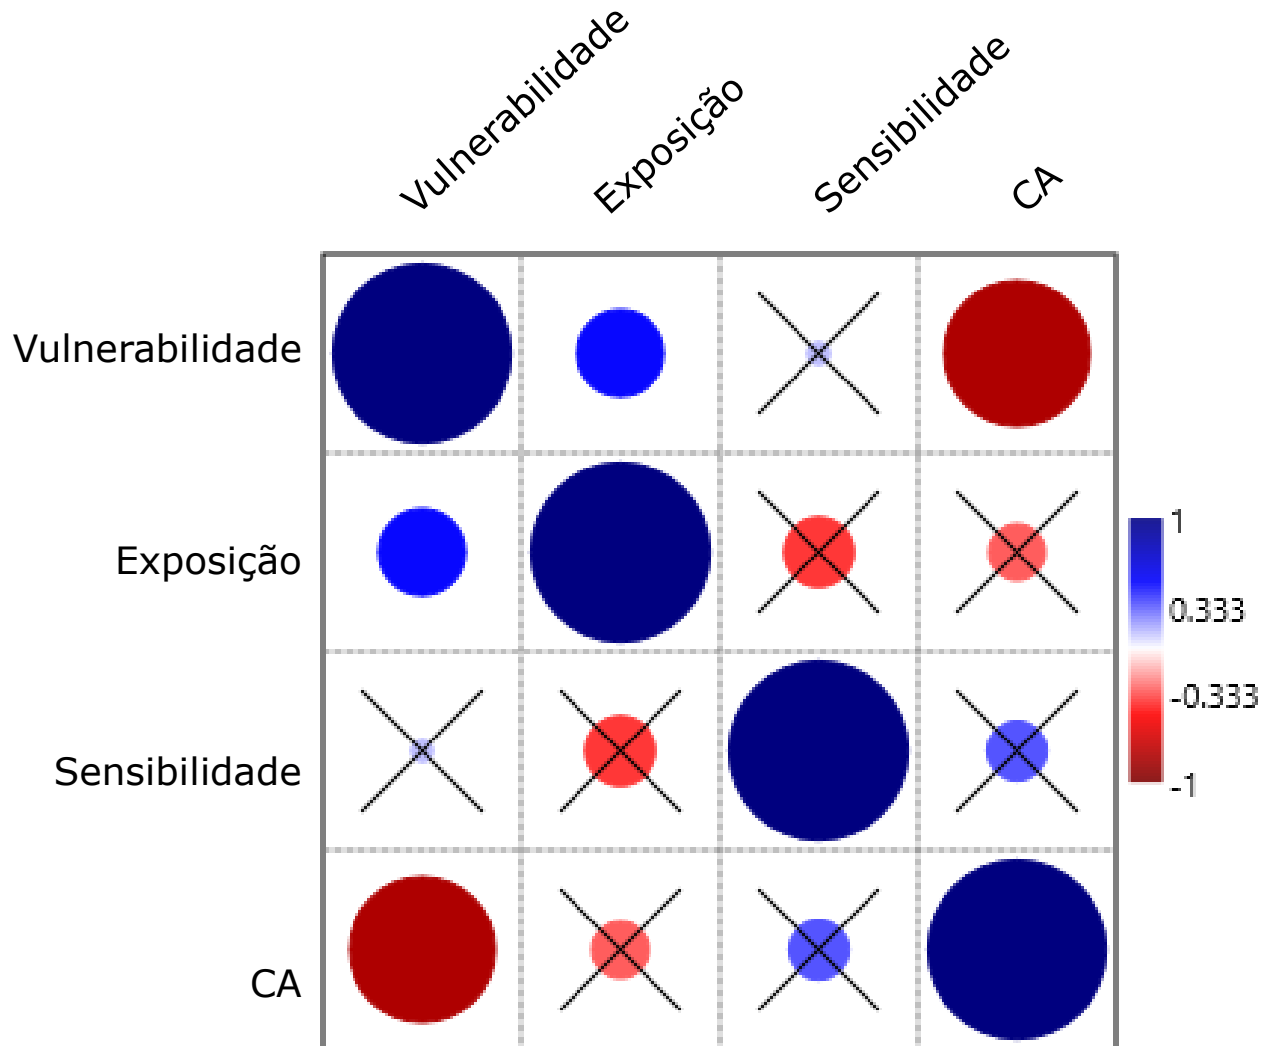 Vulnerabilidade
Exposição
Sensibilidade
CA
Vulnerabilidade
Exposição
Sensibilidade
CA
1
0.333
-0.333
-1